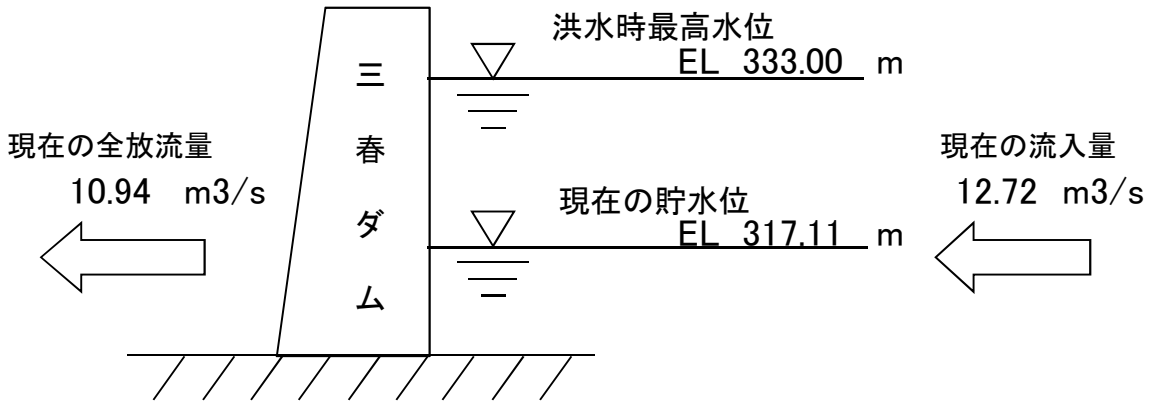 洪水時最高水位
EL 333.00 m
三春ダム
現在の全放流量
10.94 m3/s
現在の流入量
12.72 m3/s
現在の貯水位
EL 317.11 m